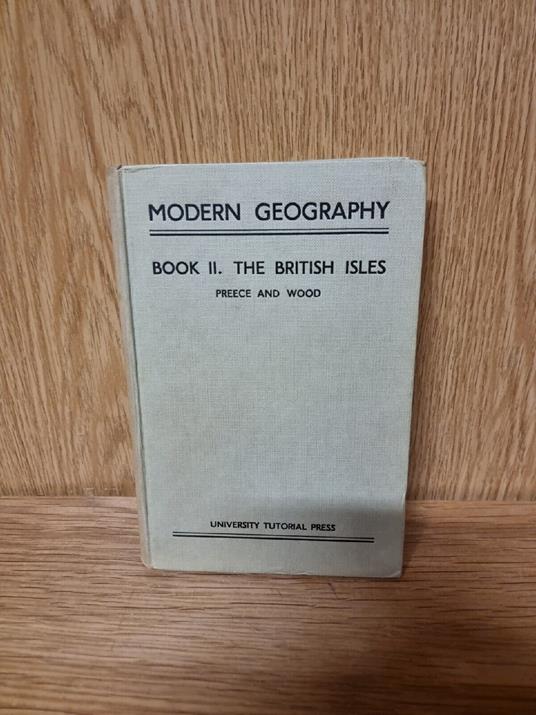 MODERN GEOGRAPHY
BOOK II. THE BRITISH ISLES
PREECE AND WOOD
UNIVERSITY TUTORIAL PRESS